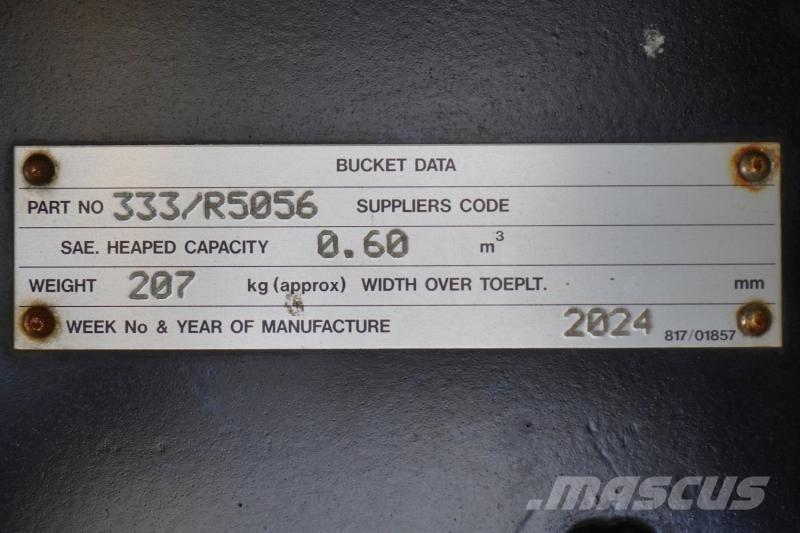 BUCKET DATA
PART NO 333/R5056 SUPPLIERS CODE
SAE. HEAPED CAPACITY 0.60 m³
WEIGHT 207 kg (approx) WIDTH OVER TOEPLT. mm
WEEK No & YEAR OF MANUFACTURE 2024 817/01857
.MASCUS